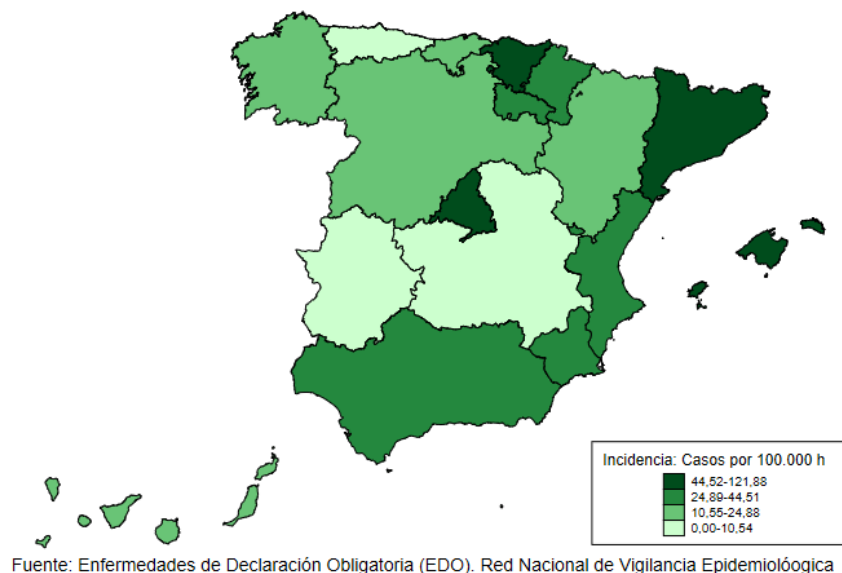 Incidencia: Casos por 100.000 h
44,52-121,88
24,89-44,51
10,55-24,88
0,00-10,54
Fuente: Enfermedades de Declaración Obligatoria (EDO). Red Nacional de Vigilancia Epidemiolóogica